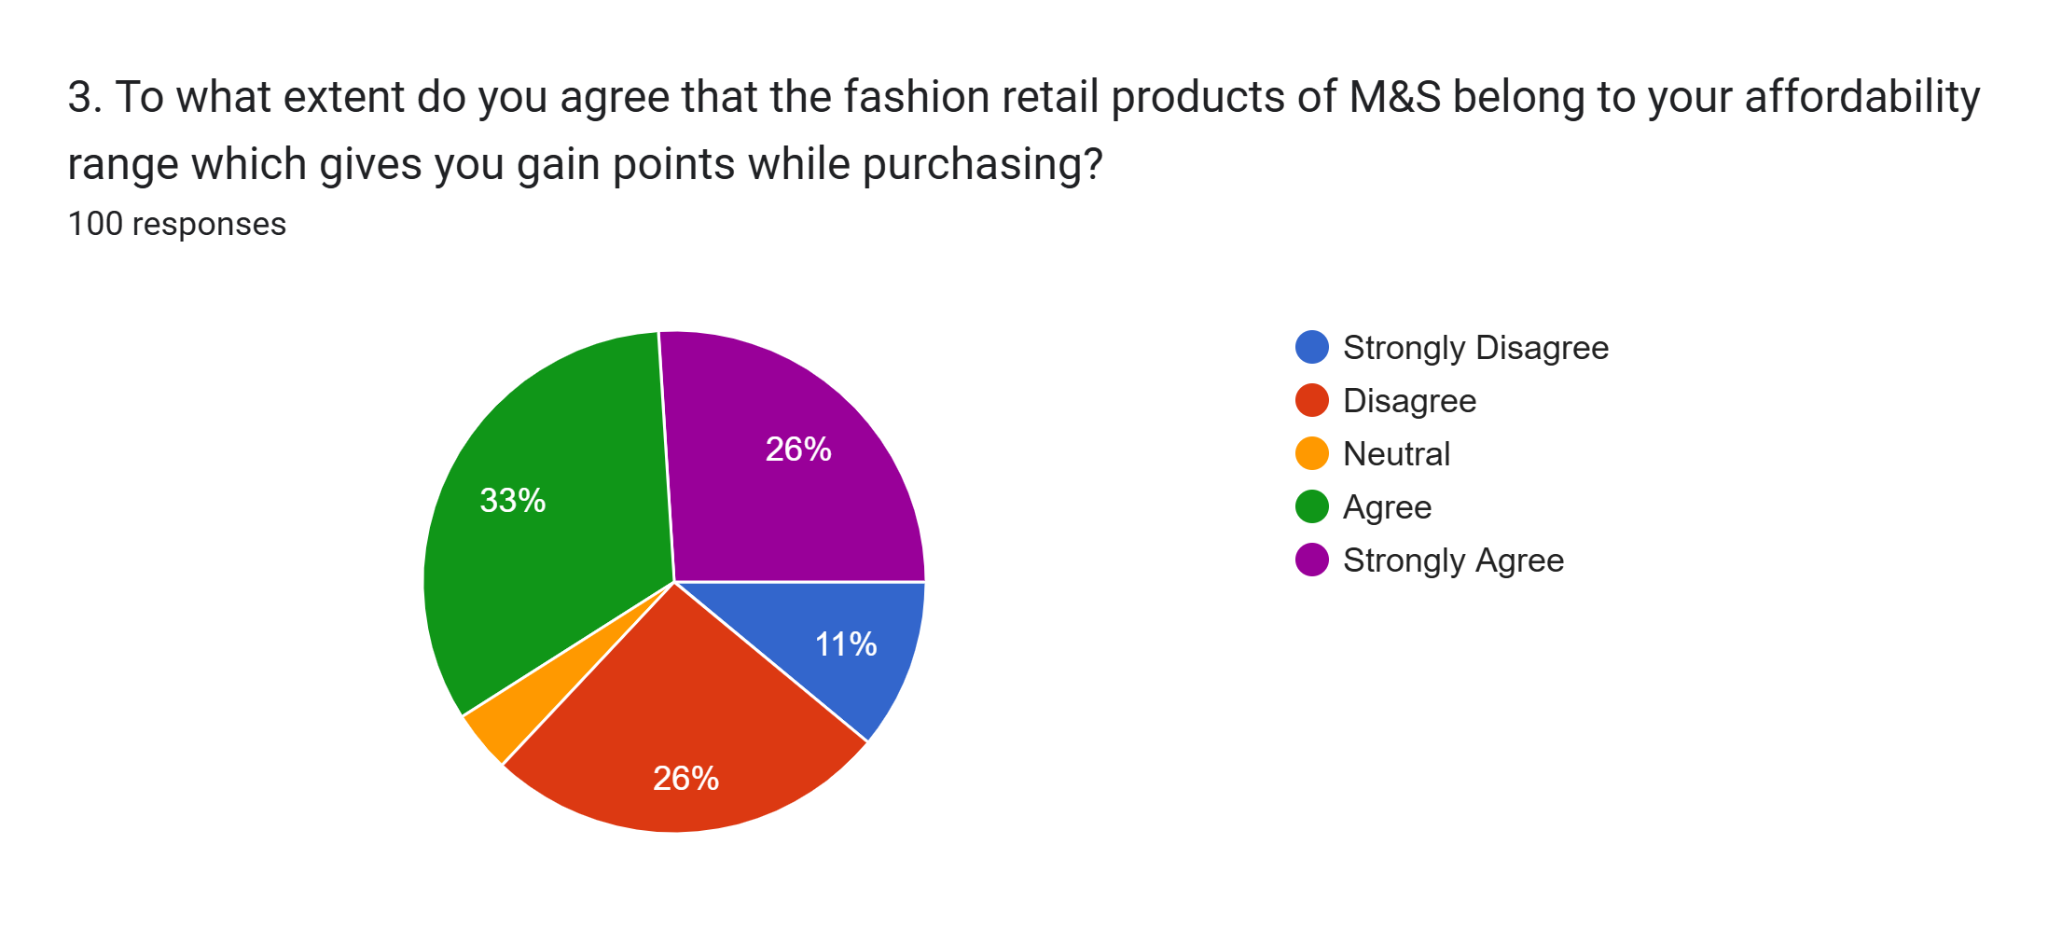 3. To what extent do you agree that the fashion retail products of M&S belong to your affordability
range which gives you gain points while purchasing?
100 responses
Strongly Disagree
Disagree
Neutral
Agree
Strongly Agree
26%
33%
11%
26%